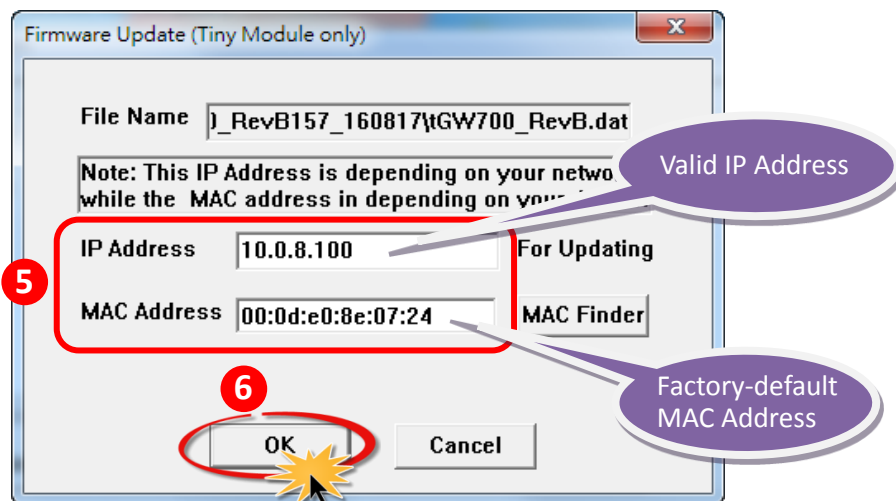 Firmware Update (Tiny Module only)
x
File Name )_RevB157_160817\tGW700_RevB.dat
Note: This IP Address is depending on your netwo
while the MAC address in depending on your
Valid IP Address
5
IP Address 10.0.8.100 For Updating
MAC Address 00:0d:e0:8e:07:24 MAC Finder
Factory-default
MAC Address
6
OK Cancel